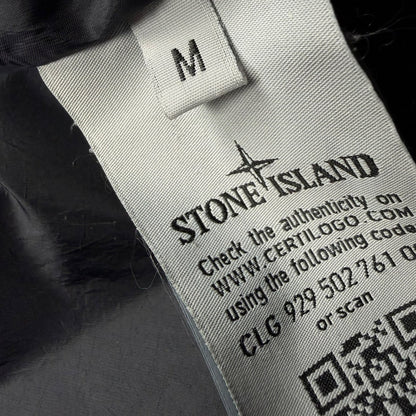 M
STONE ISLAND
Check the authenticity on
WWW.CERTILOGO.COM
using the following code
CLG 929 502 761 0
or scan